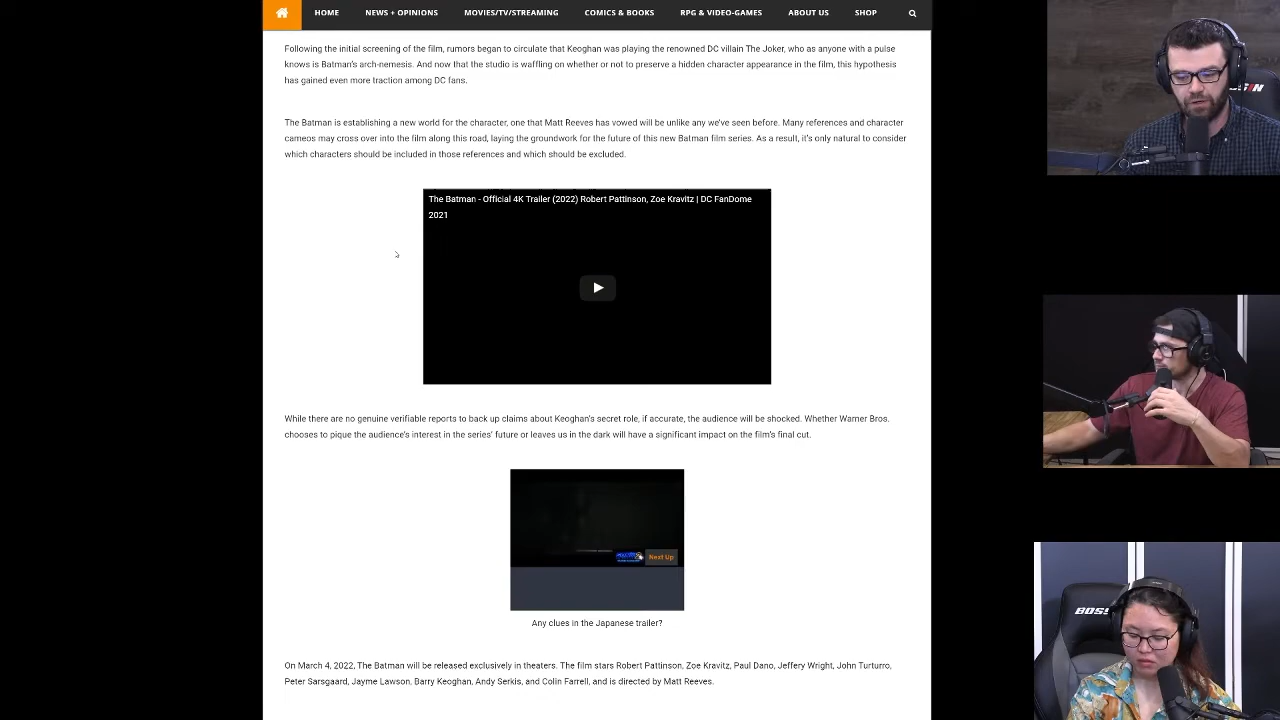 HOME NEWS + OPINIONS MOVIES/TV/STREAMING COMICS & BOOKS RPG & VIDEO-GAMES ABOUT US SHOP
Following the initial screening of the film, rumors began to circulate that Keoghan was playing the renowned DC villain The Joker, who as anyone with a pulse
knows is Batman's arch-nemesis. And now that the studio is waffling on whether or not to preserve a hidden character appearance in the film, this hypothesis
has gained even more traction among DC fans.
The Batman is establishing a new world for the character, one that Matt Reeves has vowed will be unlike any we've seen before. Many references and character
cameos may cross over into the film along this road, laying the groundwork for the future of this new Batman film series. As a result, it's only natural to consider
which characters should be included in those references and which should be excluded.
The Batman - Official 4K Trailer (2022) Robert Pattinson, Zoe Kravitz | DC FanDome
2021
While there are no genuine verifiable reports to back up claims about Keoghan's secret role, if accurate, the audience will be shocked. Whether Warner Bros.
chooses to pique the audience's interest in the series' future or leaves us in the dark will have a significant impact on the film's final cut.
Next Up
Any clues in the Japanese trailer?
On March 4, 2022, The Batman will be released exclusively in theaters. The film stars Robert Pattinson, Zoe Kravitz, Paul Dano, Jeffery Wright, John Turturro,
Peter Sarsgaard, Jayme Lawson, Barry Keoghan, Andy Serkis, and Colin Farrell, and is directed by Matt Reeves.